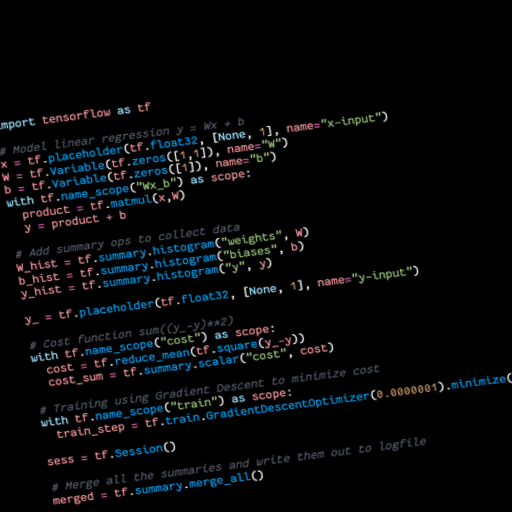 import tensorflow as tf
# Model linear regression y = Wx + b
x = tf.placeholder(tf.float32, [None, 1], name="x-input")
W = tf.Variable(tf.zeros([1,1]), name="W")
b = tf.Variable(tf.zeros([1]), name="b")
with tf.name_scope("Wx_b") as scope:
product = tf.matmul(x,W)
y = product + b
# Add summary ops to collect data
W_hist = tf.summary.histogram("weights", W)
b_hist = tf.summary.histogram("biases", b)
y_hist = tf.summary.histogram("y", y)
y_ = tf.placeholder(tf.float32, [None, 1], name="y-input")
# Cost function sum((y_-y)**2)
with tf.name_scope("cost") as scope:
cost = tf.reduce_mean(tf.square(y_-y))
cost_sum = tf.summary.scalar("cost", cost)
# Training using Gradient Descent to minimize cost
with tf.name_scope("train") as scope:
train_step = tf.train.GradientDescentOptimizer(0.0000001).minimize(
sess = tf.Session()
# Merge all the summaries and write them out to logfile
merged = tf.summary.merge_all()